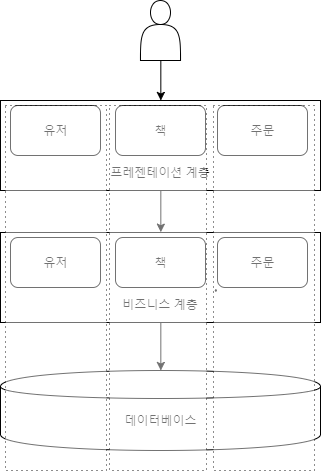 유저
책
주문
프레젠테이션 계층
유저
책
주문
비즈니스 계층
데이터베이스